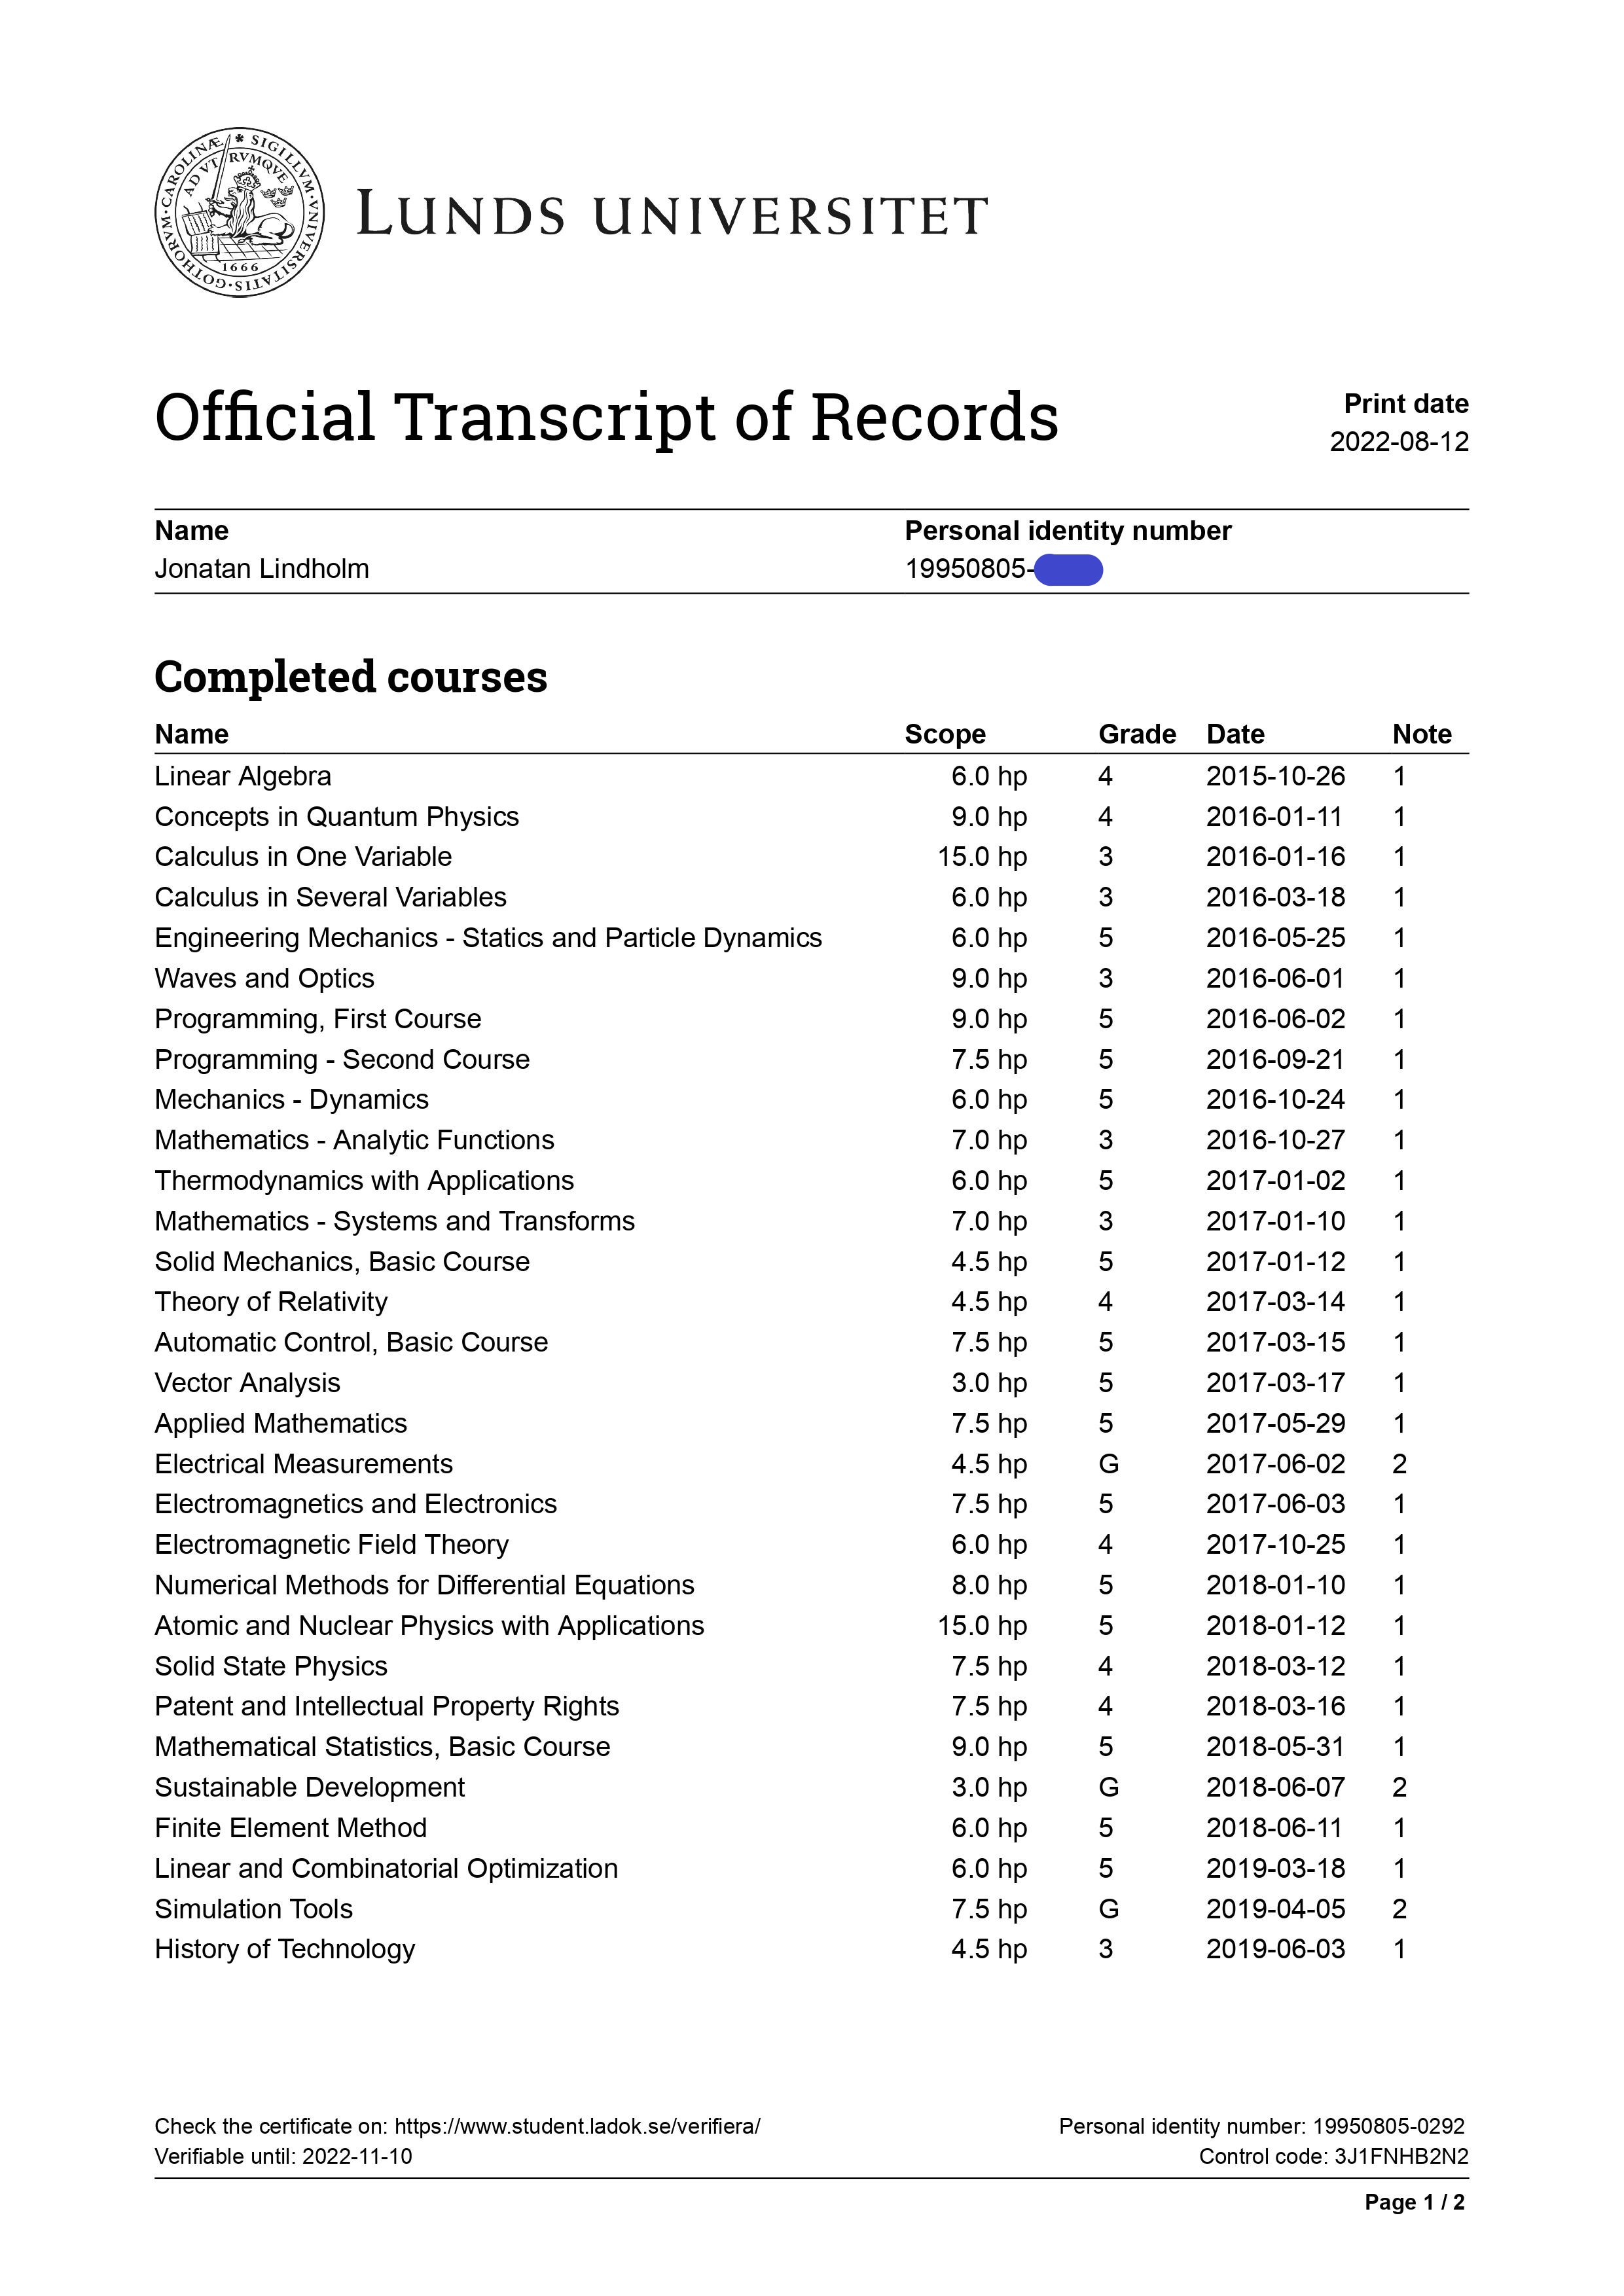 * SIGILLVM·VNIVERSITATIS·GOTHORVM·CAROLINÆ
AD VTRVMQVE
1666
LUNDS UNIVERSITET
Official Transcript of Records
Print date
2022-08-12
Name Personal identity number
Jonatan Lindholm 19950805-
Completed courses
Name Scope Grade Date Note
Linear Algebra 6.0 hp 4 2015-10-26 1
Concepts in Quantum Physics 9.0 hp 4 2016-01-11 1
Calculus in One Variable 15.0 hp 3 2016-01-16 1
Calculus in Several Variables 6.0 hp 3 2016-03-18 1
Engineering Mechanics - Statics and Particle Dynamics 6.0 hp 5 2016-05-25 1
Waves and Optics 9.0 hp 3 2016-06-01 1
Programming, First Course 9.0 hp 5 2016-06-02 1
Programming - Second Course 7.5 hp 5 2016-09-21 1
Mechanics - Dynamics 6.0 hp 5 2016-10-24 1
Mathematics - Analytic Functions 7.0 hp 3 2016-10-27 1
Thermodynamics with Applications 6.0 hp 5 2017-01-02 1
Mathematics - Systems and Transforms 7.0 hp 3 2017-01-10 1
Solid Mechanics, Basic Course 4.5 hp 5 2017-01-12 1
Theory of Relativity 4.5 hp 4 2017-03-14 1
Automatic Control, Basic Course 7.5 hp 5 2017-03-15 1
Vector Analysis 3.0 hp 5 2017-03-17 1
Applied Mathematics 7.5 hp 5 2017-05-29 1
Electrical Measurements 4.5 hp G 2017-06-02 2
Electromagnetics and Electronics 7.5 hp 5 2017-06-03 1
Electromagnetic Field Theory 6.0 hp 4 2017-10-25 1
Numerical Methods for Differential Equations 8.0 hp 5 2018-01-10 1
Atomic and Nuclear Physics with Applications 15.0 hp 5 2018-01-12 1
Solid State Physics 7.5 hp 4 2018-03-12 1
Patent and Intellectual Property Rights 7.5 hp 4 2018-03-16 1
Mathematical Statistics, Basic Course 9.0 hp 5 2018-05-31 1
Sustainable Development 3.0 hp G 2018-06-07 2
Finite Element Method 6.0 hp 5 2018-06-11 1
Linear and Combinatorial Optimization 6.0 hp 5 2019-03-18 1
Simulation Tools 7.5 hp G 2019-04-05 2
History of Technology 4.5 hp 3 2019-06-03 1
Check the certificate on: https://www.student.ladok.se/verifiera/ Personal identity number: 19950805-0292
Verifiable until: 2022-11-10 Control code: 3J1FNHB2N2
Page 1 / 2